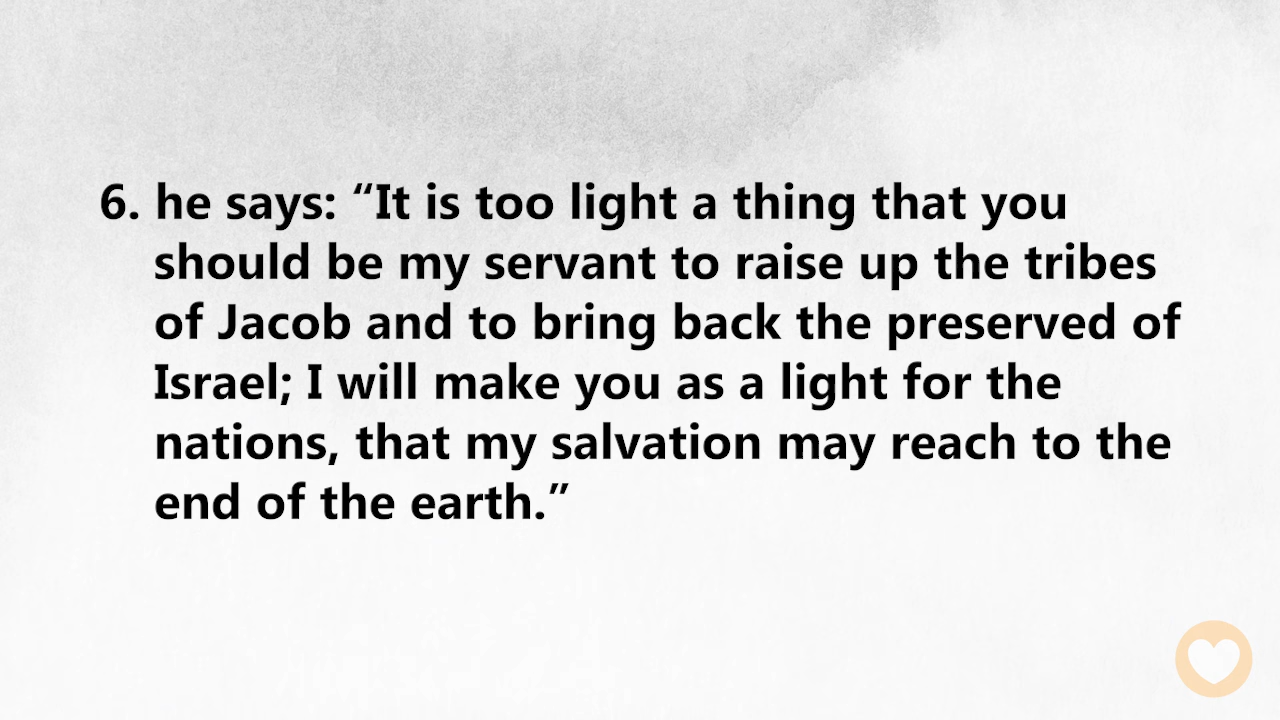 6. he says: “It is too light a thing that you
should be my servant to raise up the tribes
of Jacob and to bring back the preserved of
Israel; I will make you as a light for the
nations, that my salvation may reach to the
end of the earth.”